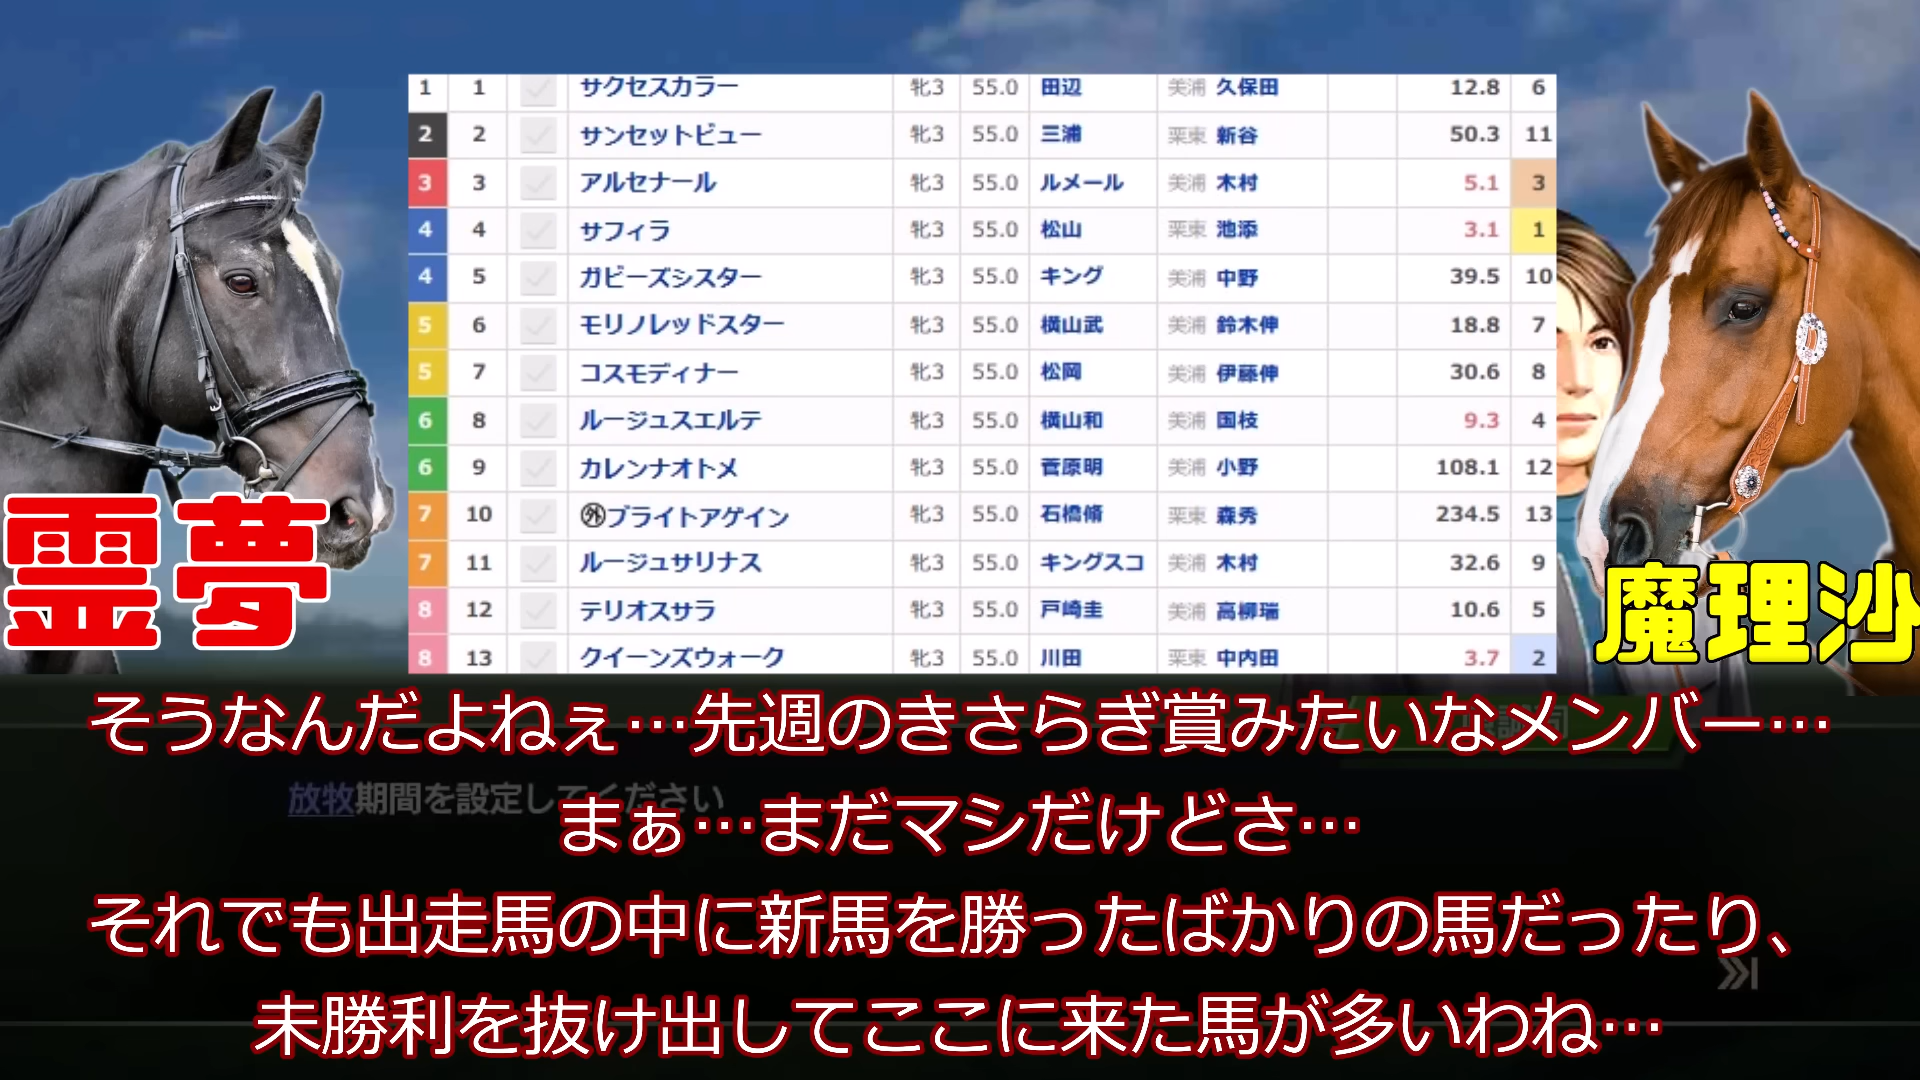 1 1 サクセスカラー 牝3 55.0 田辺 美浦 久保田 12.8 6
2 2 サンセットビュー 牝3 55.0 三浦 栗東 新谷 50.3 11
3 3 アルセナール 牝3 55.0 ルメール 美浦 木村 5.1 3
4 4 サフィラ 牝3 55.0 松山 栗東 池添 3.1 1
4 5 ガビーズシスター 牝3 55.0 キング 美浦 中野 39.5 10
5 6 モリノレッドスター 牝3 55.0 横山武 美浦 鈴木伸 18.8 7
5 7 コスモディナー 牝3 55.0 松岡 美浦 伊藤伸 30.6 8
6 8 ルージュスエルテ 牝3 55.0 横山和 美浦 国枝 9.3 4
6 9 カレンナオトメ 牝3 55.0 菅原明 美浦 小野 108.1 12
7 10 ㊕ブライトアゲイン 牝3 55.0 石橋脩 栗東 森秀 234.5 13
7 11 ルージュサリナス 牝3 55.0 キングスコ 美浦 木村 32.6 9
8 12 テリオスサラ 牝3 55.0 戸崎圭 美浦 高柳瑞 10.6 5
8 13 クイーンズウォーク 牝3 55.0 川田 栗東 中内田 3.7 2
霊夢
魔理沙
そうなんだよねぇ…先週のきさらぎ賞みたいなメンバー…
放牧期間を設定してください
まぁ…まだマシだけどさ…
それでも出走馬の中に新馬を勝ったばかりの馬だったり、
未勝利を抜け出してここに来た馬が多いわね…